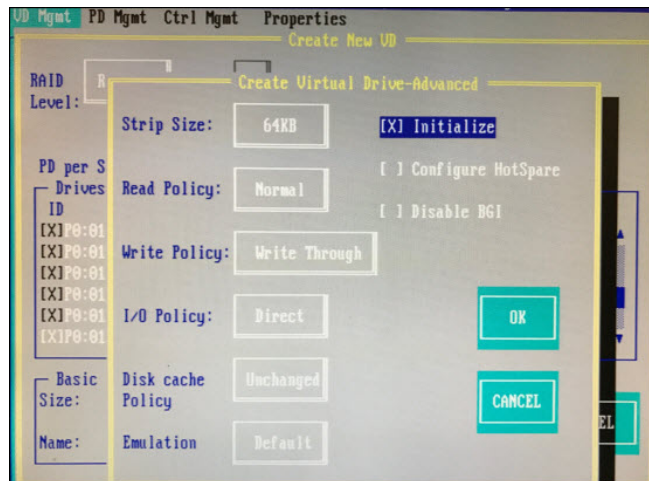 VD Mgmt PD Mgmt Ctrl Mgmt Properties
Create New VD
RAID Level: R
Create Virtual Drive-Advanced
Strip Size: 64KB [X] Initialize
[ ] Configure HotSpare
PD per S
Drives
Read Policy: Normal
[ ] Disable BGI
ID
[X]P0:01
[X]P0:01
Write Policy: Write Through
[X]P0:01
[X]P0:01
[X]P0:01
I/O Policy: Direct
OK
[X]P0:01
Basic
Size:
Disk cache Policy Unchanged
CANCEL
EL
Name:
Emulation Default